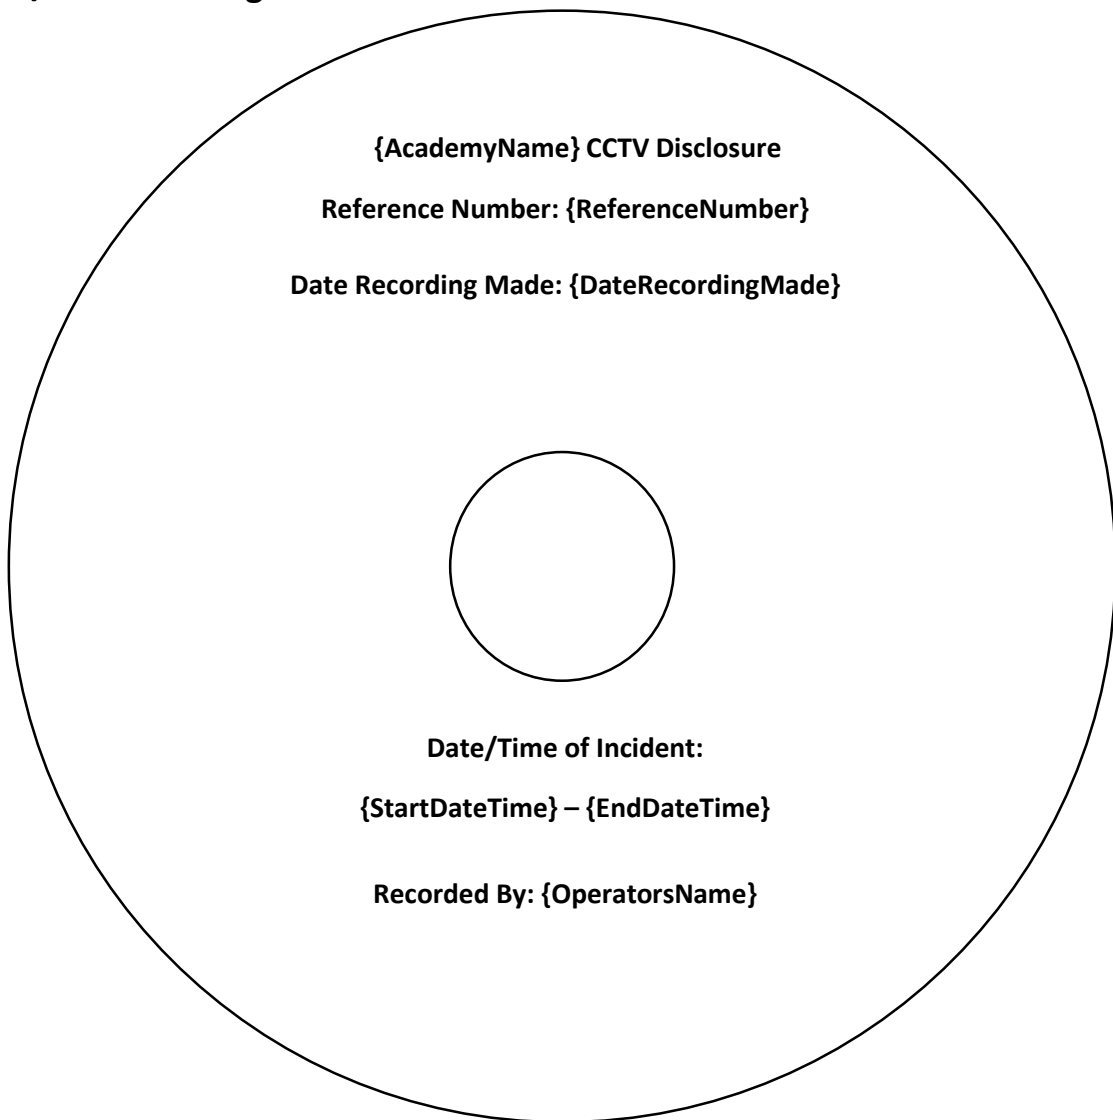 {AcademyName} CCTV Disclosure
Reference Number: {ReferenceNumber}
Date Recording Made: {DateRecordingMade}
Date/Time of Incident:
{StartDateTime} – {EndDateTime}
Recorded By: {OperatorsName}